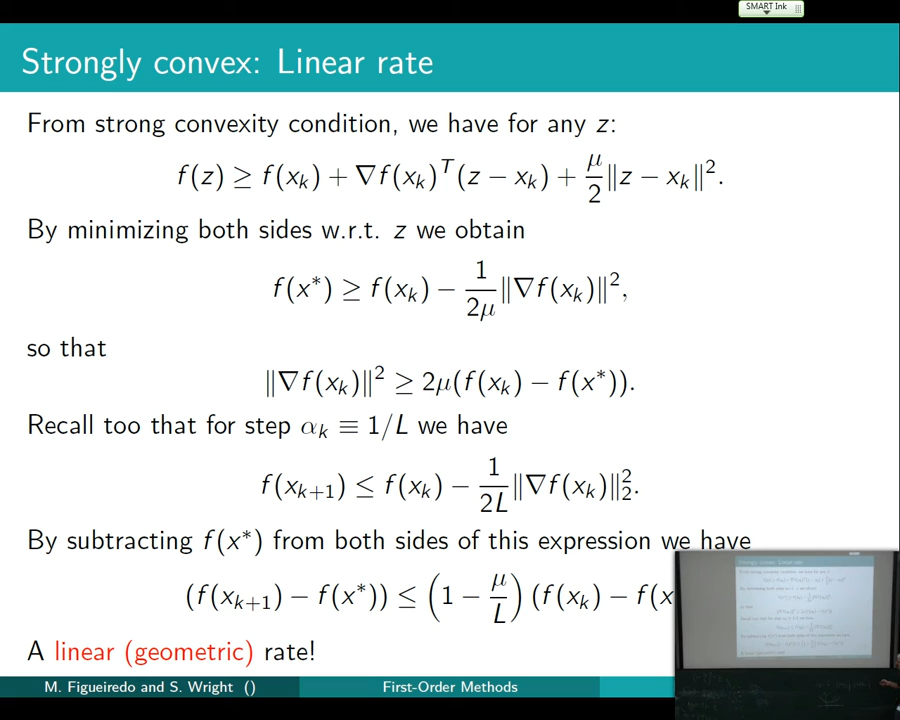 SMART Ink
Strongly convex: Linear rate
From strong convexity condition, we have for any z:
f(z) ≥ f(x_k) + ∇f(x_k)^T(z − x_k) + μ/2 ‖z − x_k‖².
By minimizing both sides w.r.t. z we obtain
f(x*) ≥ f(x_k) − 1/2μ ‖∇f(x_k)‖²,
so that
‖∇f(x_k)‖² ≥ 2μ(f(x_k) − f(x*)).
Recall too that for step α_k ≡ 1/L we have
f(x_{k+1}) ≤ f(x_k) − 1/2L ‖∇f(x_k)‖₂².
By subtracting f(x*) from both sides of this expression we have
(f(x_{k+1}) − f(x*)) ≤ (1 − μ/L) (f(x_k) − f(x
A linear (geometric) rate!
M. Figueiredo and S. Wright () First-Order Methods
Strongly convex: Linear rate